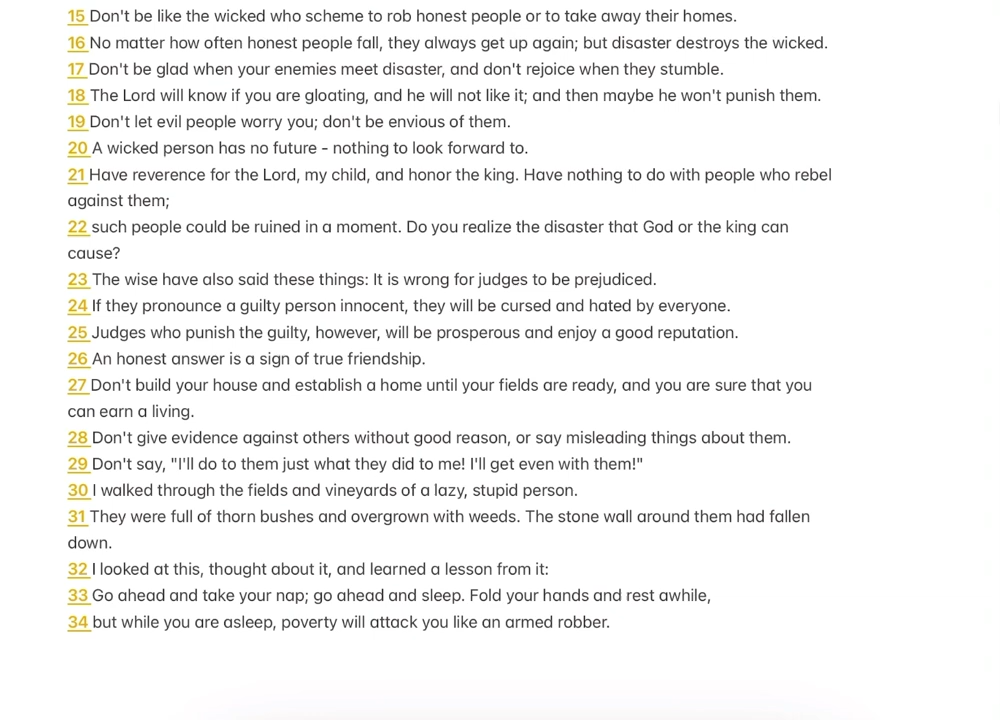 15 Don't be like the wicked who scheme to rob honest people or to take away their homes.
16 No matter how often honest people fall, they always get up again; but disaster destroys the wicked.
17 Don't be glad when your enemies meet disaster, and don't rejoice when they stumble.
18 The Lord will know if you are gloating, and he will not like it; and then maybe he won't punish them.
19 Don't let evil people worry you; don't be envious of them.
20 A wicked person has no future - nothing to look forward to.
21 Have reverence for the Lord, my child, and honor the king. Have nothing to do with people who rebel
against them;
22 such people could be ruined in a moment. Do you realize the disaster that God or the king can
cause?
23 The wise have also said these things: It is wrong for judges to be prejudiced.
24 If they pronounce a guilty person innocent, they will be cursed and hated by everyone.
25 Judges who punish the guilty, however, will be prosperous and enjoy a good reputation.
26 An honest answer is a sign of true friendship.
27 Don't build your house and establish a home until your fields are ready, and you are sure that you
can earn a living.
28 Don't give evidence against others without good reason, or say misleading things about them.
29 Don't say, "I'll do to them just what they did to me! I'll get even with them!"
30 I walked through the fields and vineyards of a lazy, stupid person.
31 They were full of thorn bushes and overgrown with weeds. The stone wall around them had fallen
down.
32 I looked at this, thought about it, and learned a lesson from it:
33 Go ahead and take your nap; go ahead and sleep. Fold your hands and rest awhile,
34 but while you are asleep, poverty will attack you like an armed robber.